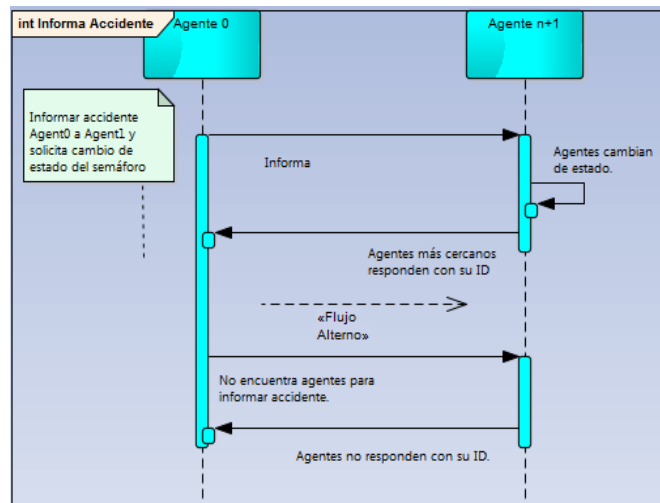 int Informa Accidente
Agente 0
Agente n+1
Informar accidente
Agent0 a Agent1 y
solicita cambio de
estado del semáforo
Informa
Agentes cambian
de estado.
Agentes más cercanos
responden con su ID
«Flujo
Alterno»
No encuentra agentes para
informar accidente.
Agentes no responden con su ID.